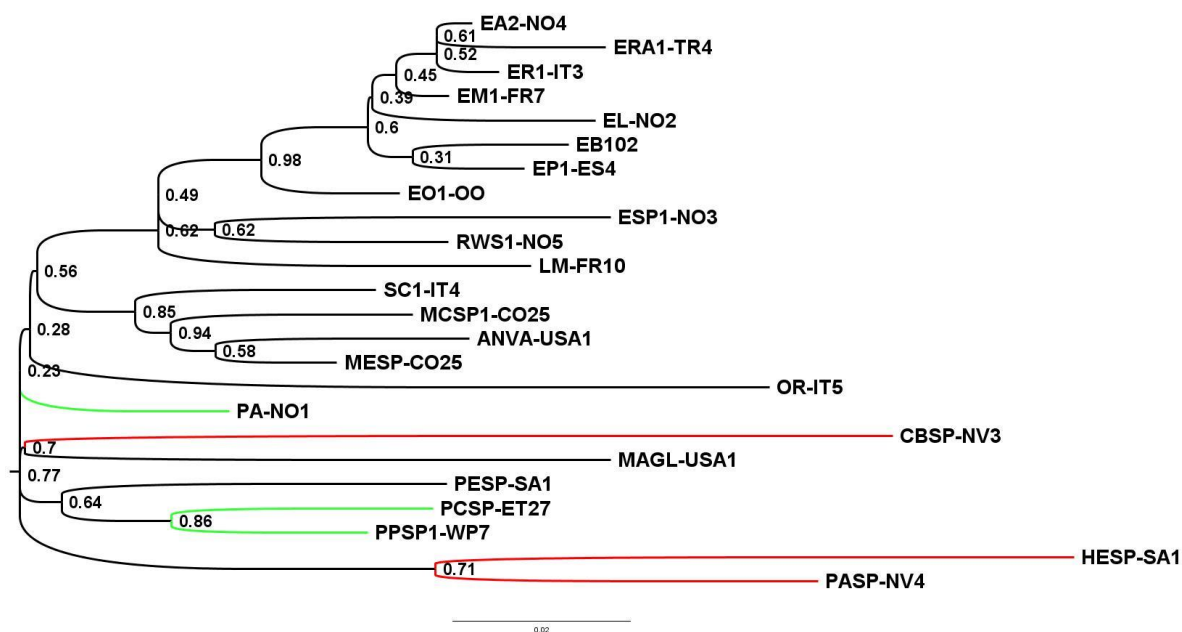 EA2-NO4
0.61
ERA1-TR4
0.52
ER1-IT3
0.45
EM1-FR7
0.39
EL-NO2
0.6
EB102
0.31
EP1-ES4
0.98
EO1-OO
0.49
ESP1-NO3
0.62
0.62
RWS1-NO5
LM-FR10
0.56
SC1-IT4
0.85
MCSP1-CO25
0.94
ANVA-USA1
0.58
MESP-CO25
0.28
0.23
OR-IT5
PA-NO1
CBSP-NV3
0.7
MAGL-USA1
0.77
PESP-SA1
0.64
PCSP-ET27
0.86
PPSP1-WP7
HESP-SA1
0.71
PASP-NV4
0.02